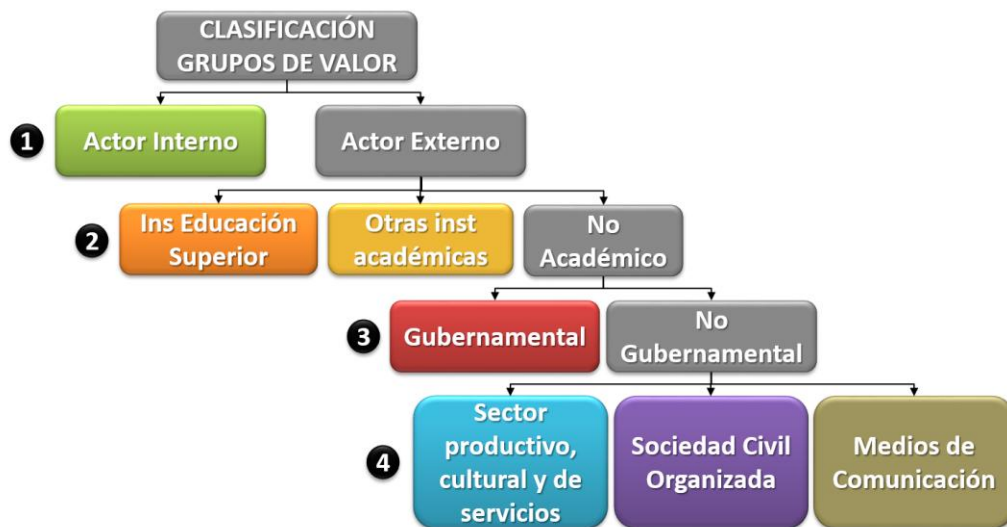 CLASIFICACIÓN
GRUPOS DE VALOR
1
Actor Interno
Actor Externo
2
Ins Educación
Superior
Otras inst
académicas
No
Académico
3
Gubernamental
No
Gubernamental
4
Sector
productivo,
cultural y de
servicios
Sociedad Civil
Organizada
Medios de
Comunicación